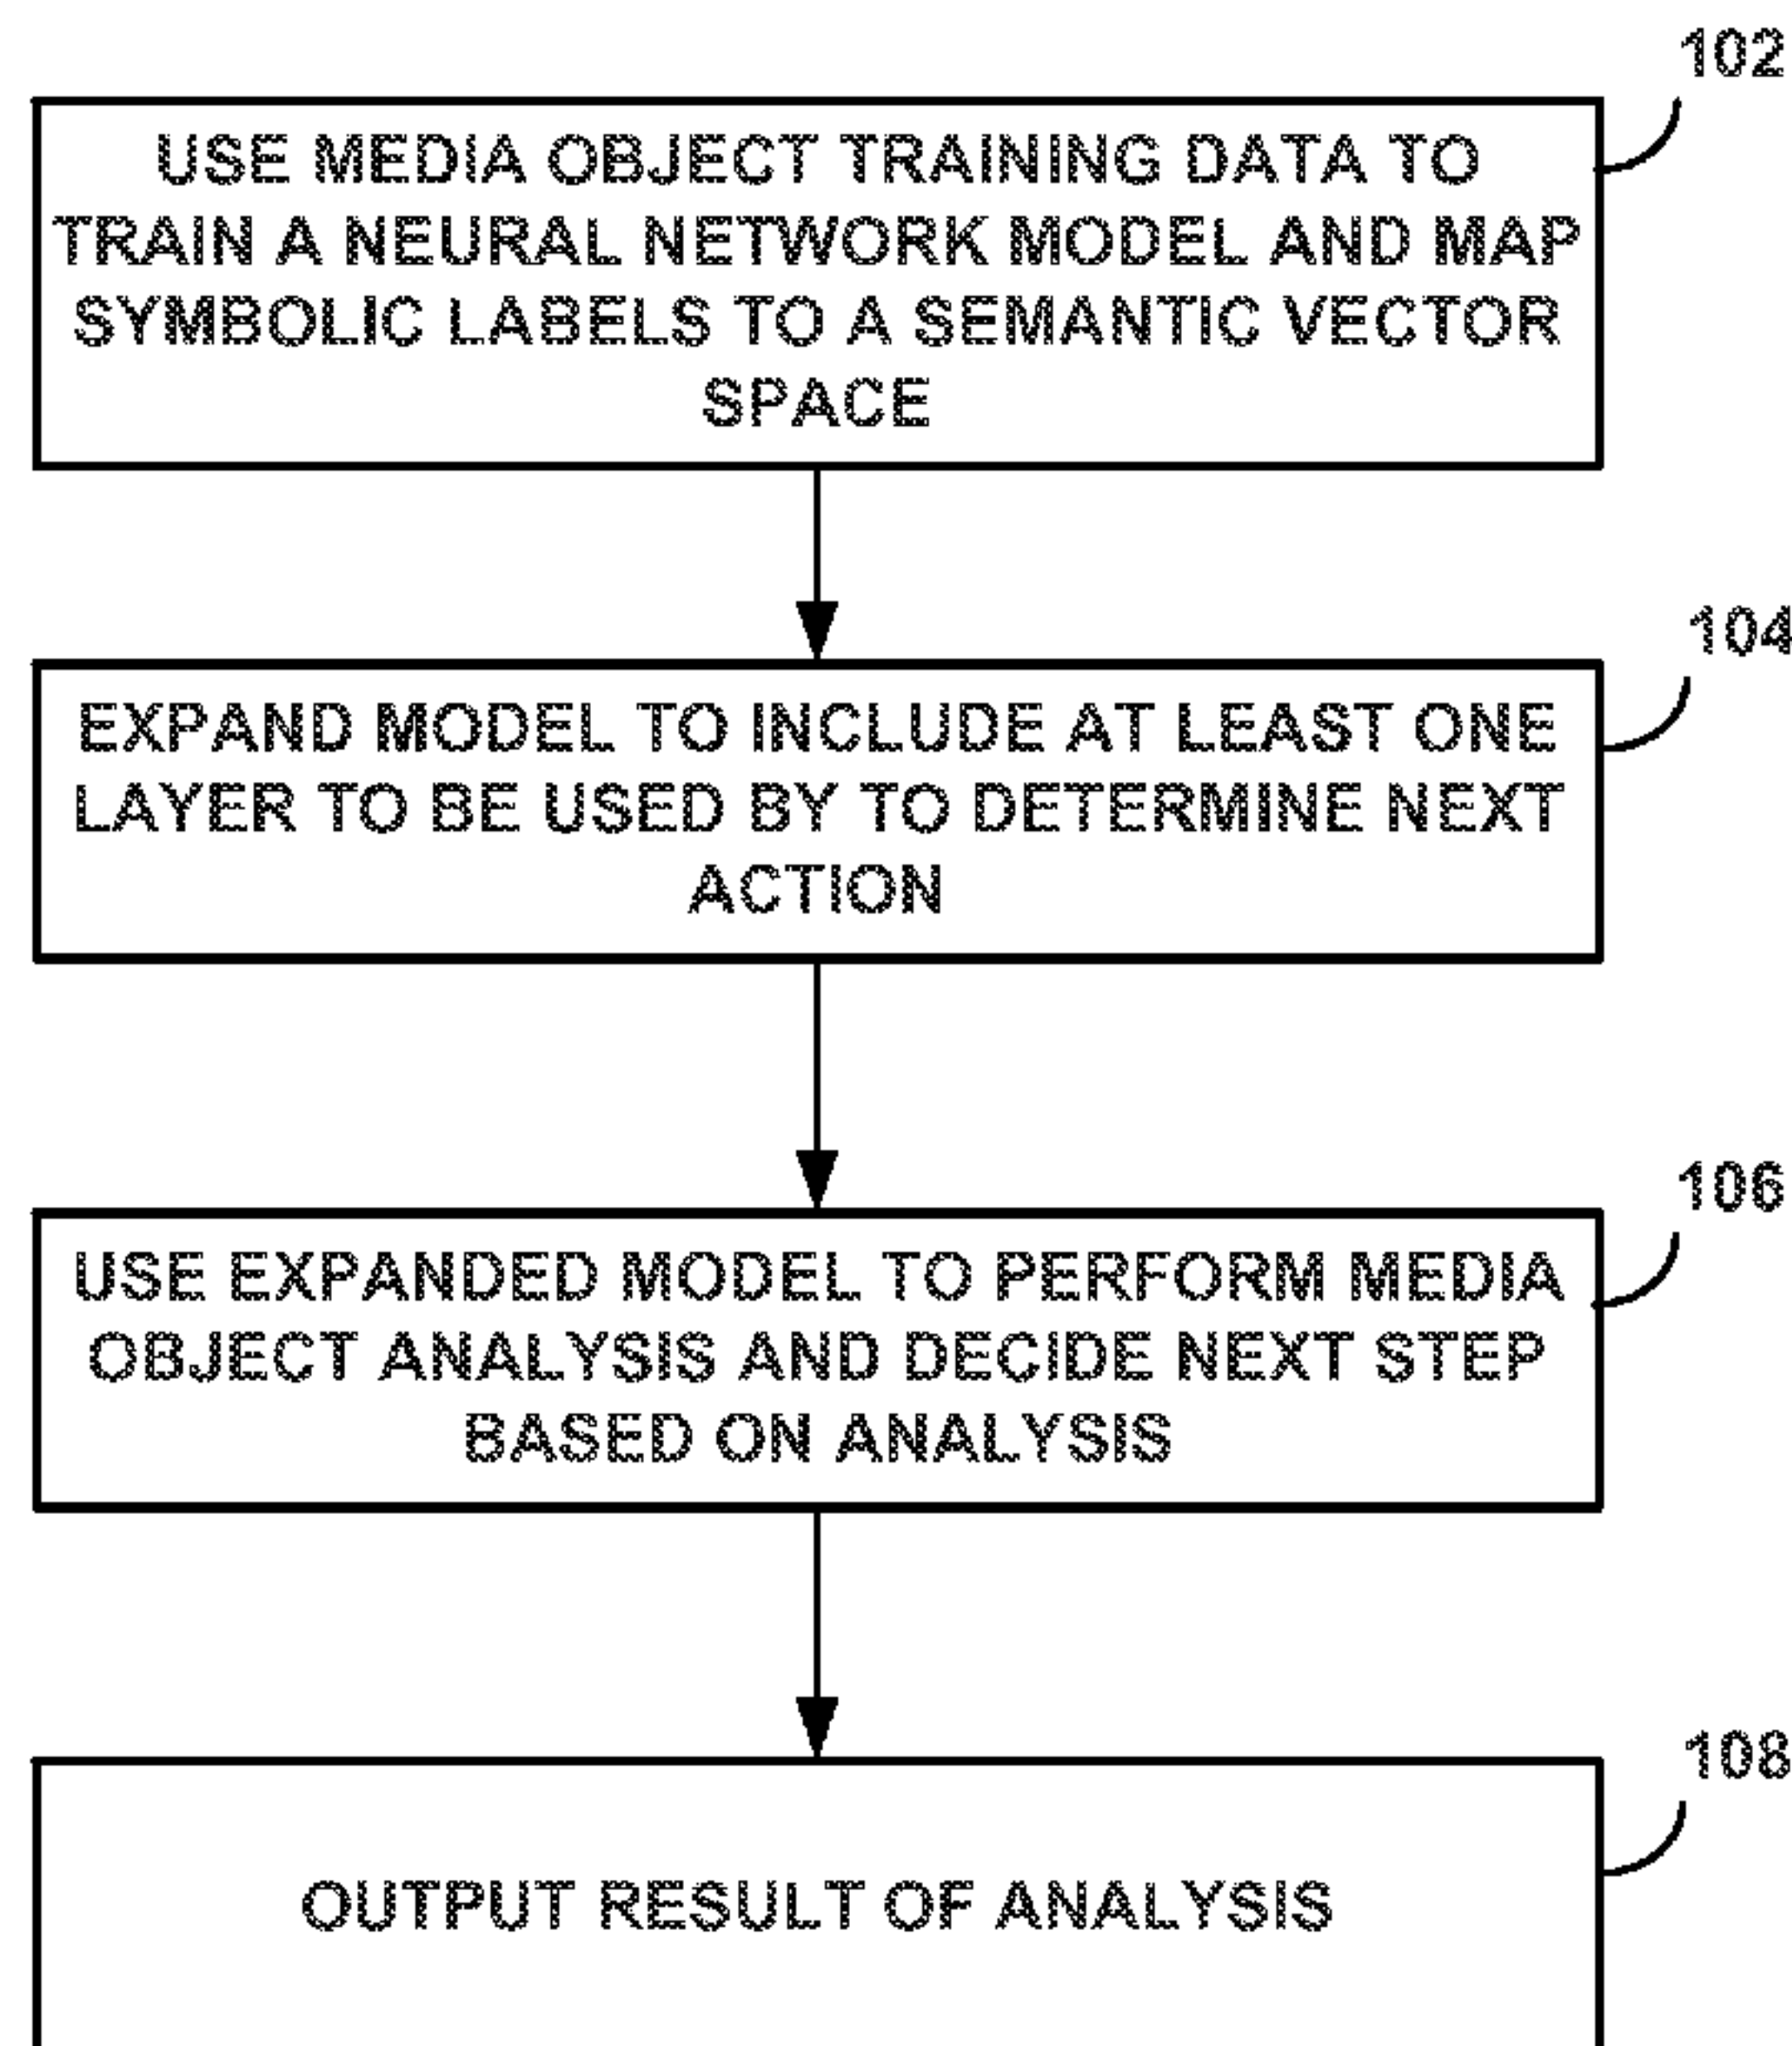 102
USE MEDIA OBJECT TRAINING DATA TO
TRAIN A NEURAL NETWORK MODEL AND MAP
SYMBOLIC LABELS TO A SEMANTIC VECTOR
SPACE
104
EXPAND MODEL TO INCLUDE AT LEAST ONE
LAYER TO BE USED BY TO DETERMINE NEXT
ACTION
106
USE EXPANDED MODEL TO PERFORM MEDIA
OBJECT ANALYSIS AND DECIDE NEXT STEP
BASED ON ANALYSIS
108
OUTPUT RESULT OF ANALYSIS